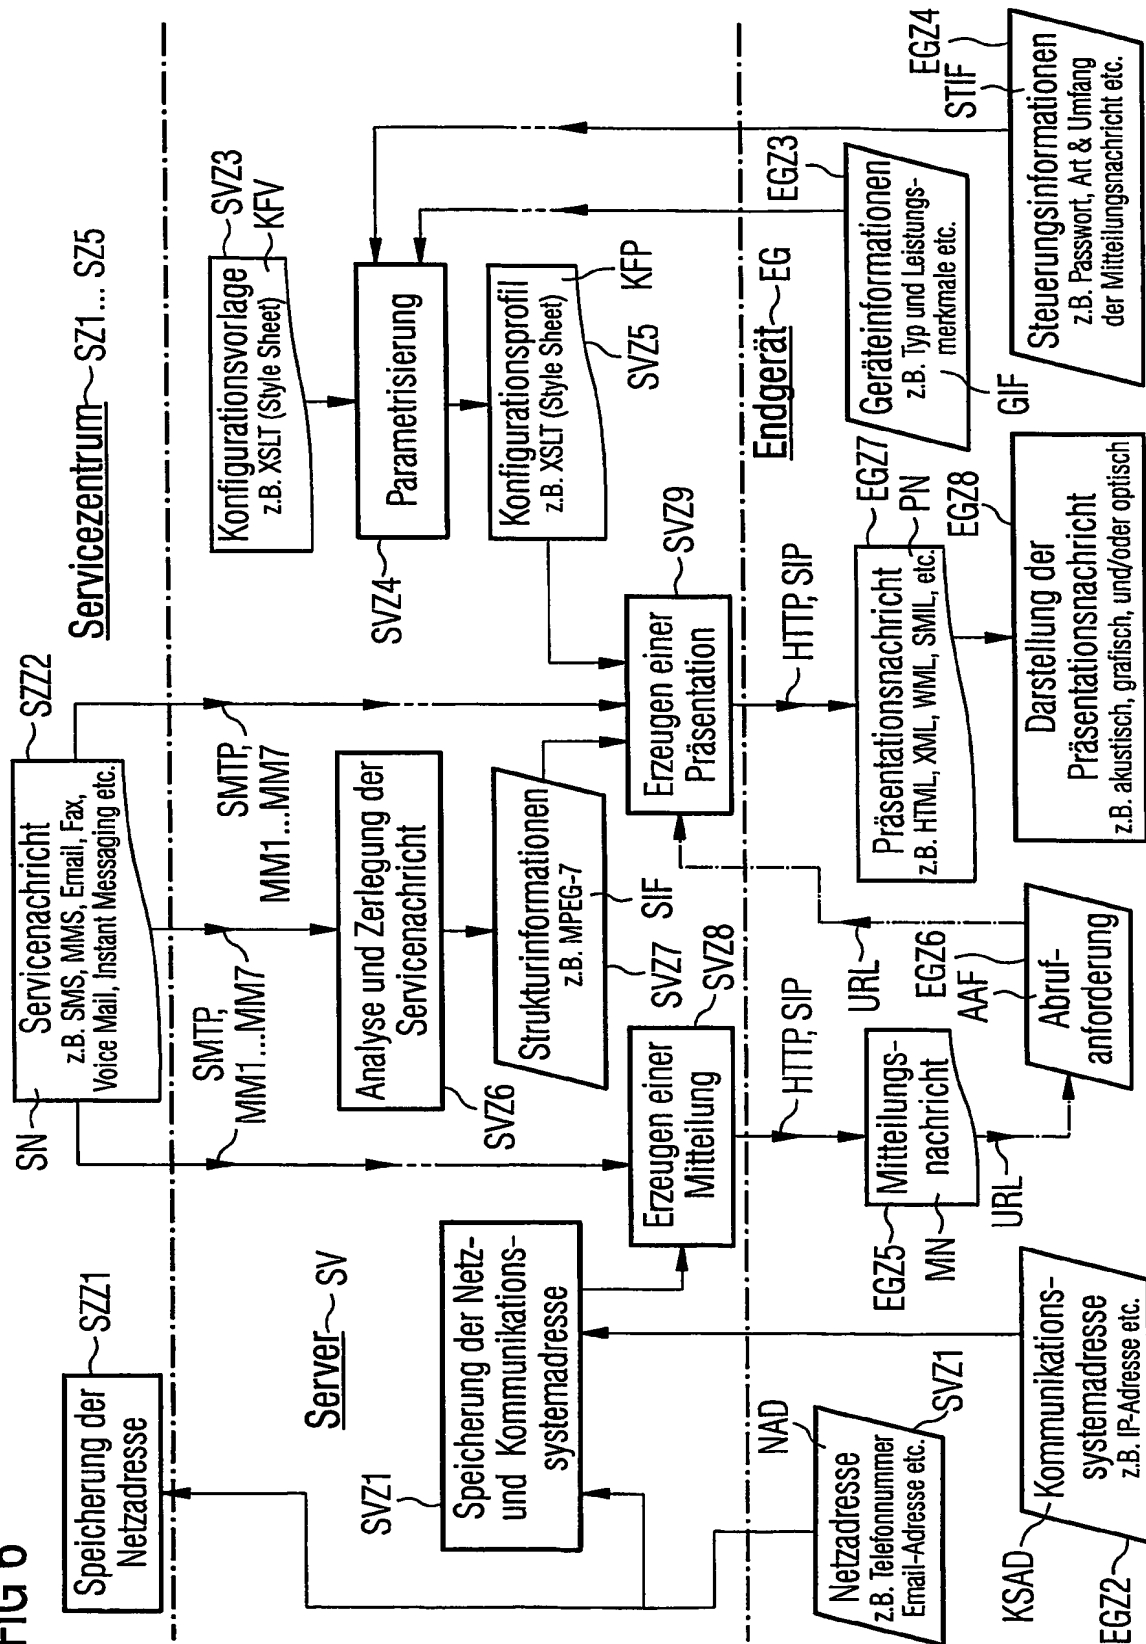 FIG 6
Servicezentrum SZ1... SZ5
Speicherung der
Netzadresse
SZZ1
SN
Servicenachricht
z.B. SMS, MMS, Email, Fax,
Voice Mail, Instant Messaging etc.
SZZ2
SMTP,
MM1...MM7
SMTP,
MM1...MM7
Server SV
SVZ1
Speicherung der Netz-
und Kommunikations-
systemadresse
Analyse und Zerlegung der
Servicenachricht
SVZ6
Strukturinformationen
z.B. MPEG-7
SIF
SVZ7
Konfigurationsvorlage
z.B. XSLT (Style Sheet)
SVZ3
KFV
Parametrisierung
SVZ4
Konfigurationsprofil
z.B. XSLT (Style Sheet)
KFP
SVZ5
Erzeugen einer
Mitteilung
SVZ8
Erzeugen einer
Präsentation
SVZ9
Endgerät EG
NAD
Netzadresse
z.B. Telefonnummer
Email-Adresse etc.
SVZ1
KSAD
Kommunikations-
systemadresse
z.B. IP-Adresse etc.
EGZ2
HTTP, SIP
EGZ5
Mitteilungs-
nachricht
MN
URL
URL
EGZ6
AAF
Abruf-
anforderung
HTTP, SIP
Präsentationsnachricht
z.B. HTML, XML, WML, SMIL, etc.
EGZ7
PN
Darstellung der
Präsentationsnachricht
z.B. akustisch, grafisch, und/oder optisch
EGZ8
EGZ3
Geräteinformationen
z.B. Typ und Leistungs-
merkmale etc.
GIF
EGZ4
STIF
Steuerungsinformationen
z.B. Passwort, Art & Umfang
der Mitteilungsnachricht etc.